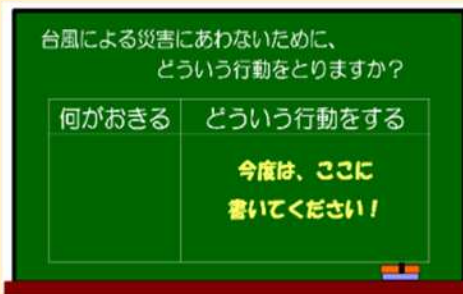 台風による災害にあわないために、
どういう行動をとりますか？
何がおきる どういう行動をする
今度は、ここに
書いてください！